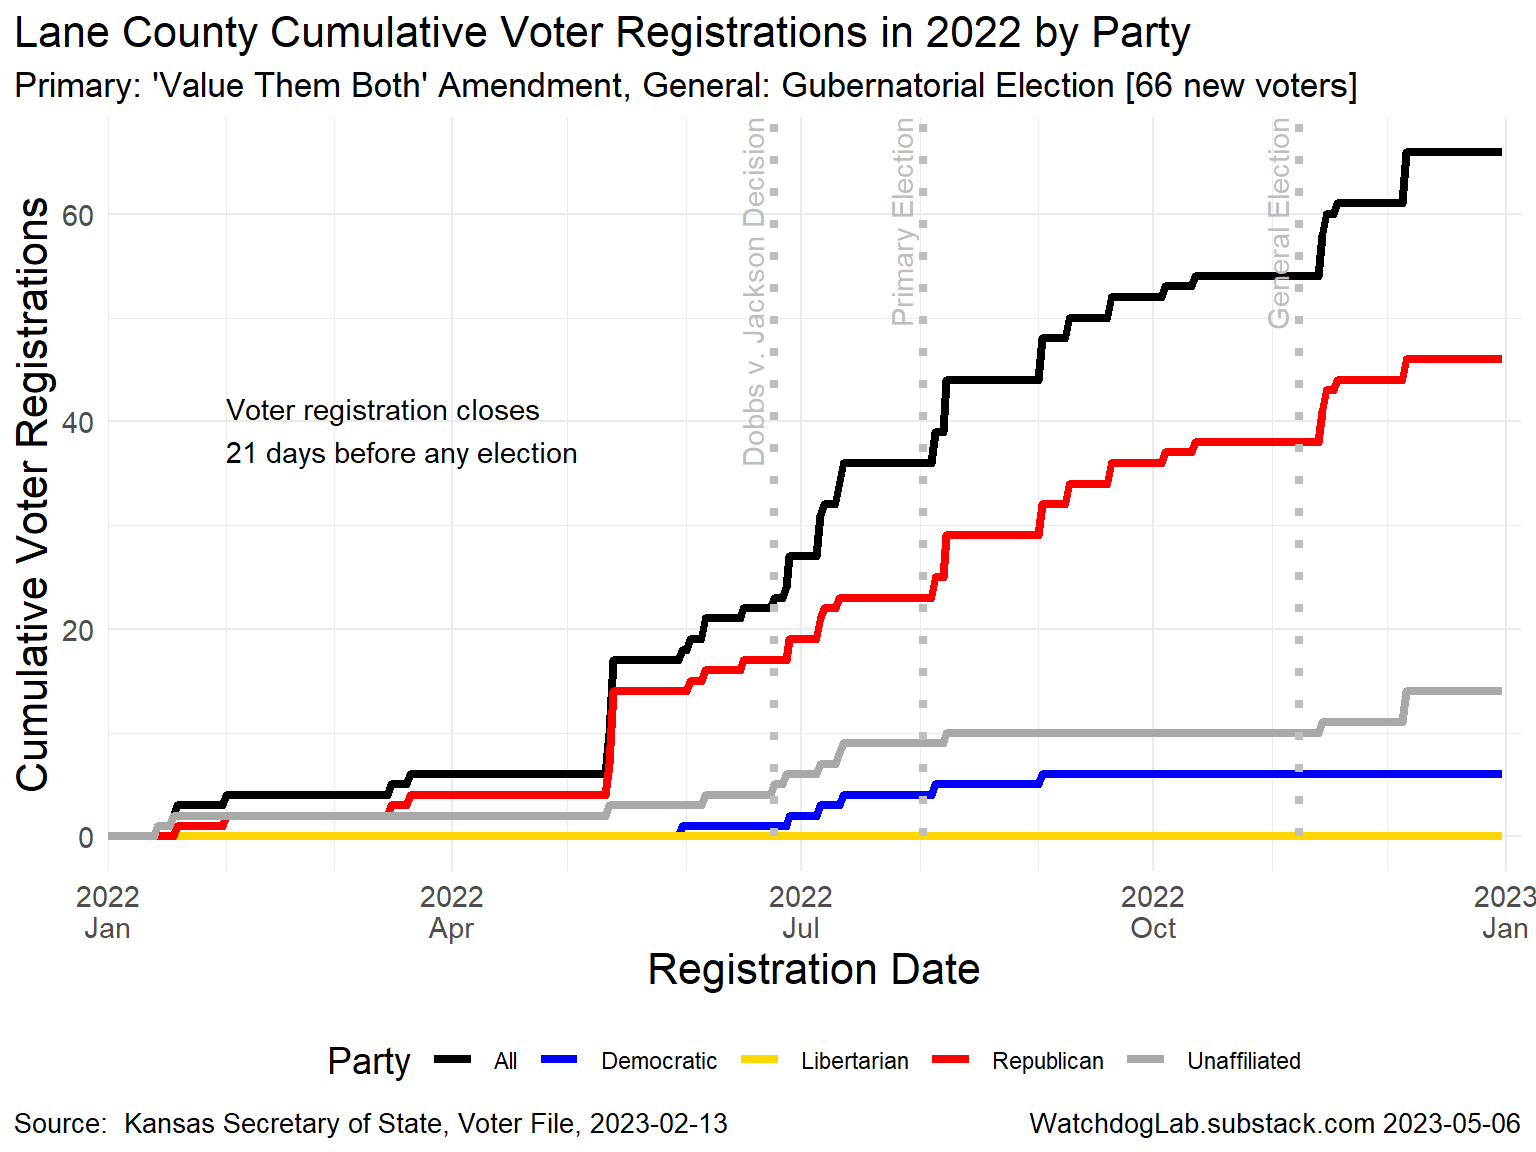 Lane County Cumulative Voter Registrations in 2022 by Party
Primary: 'Value Them Both' Amendment, General: Gubernatorial Election [66 new voters]
Cumulative Voter Registrations
60
40
20
0
Dobbs v. Jackson Decision
Primary Election
General Election
Voter registration closes
21 days before any election
2022
Jan
2022
Apr
2022
Jul
2022
Oct
2023
Jan
Registration Date
Party All Democratic Libertarian Republican Unaffiliated
Source:  Kansas Secretary of State, Voter File, 2023-02-13
WatchdogLab.substack.com 2023-05-06